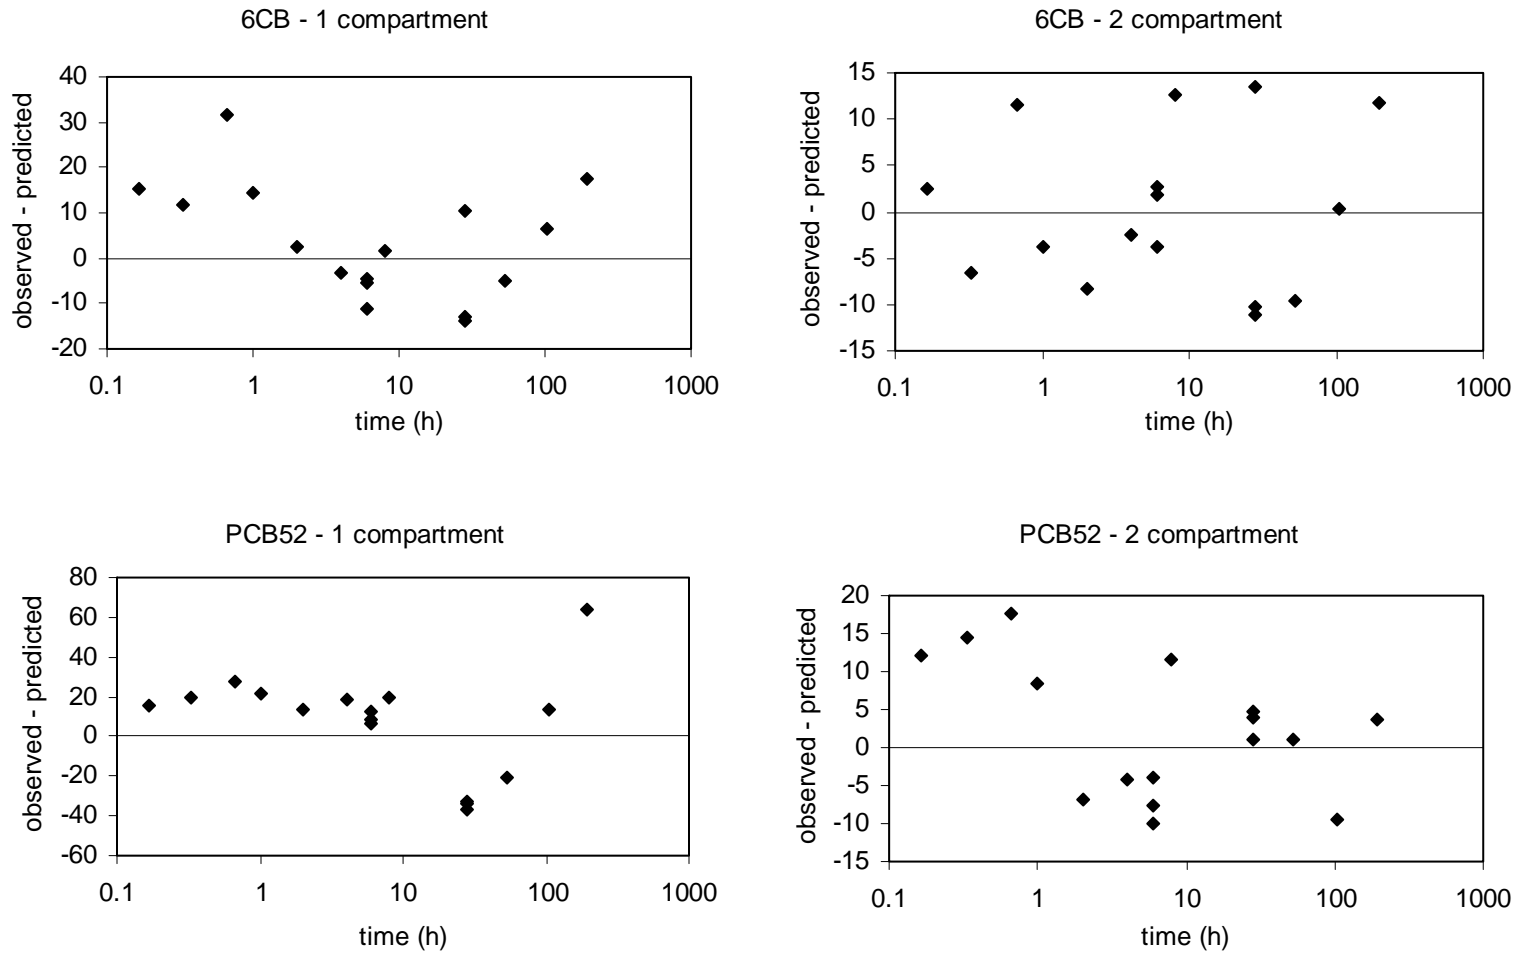 6CB - 1 compartment
observed - predicted
40
30
20
10
0
-10
-20
0.1 1 10 100 1000
time (h)
6CB - 2 compartment
observed - predicted
15
10
5
0
-5
-10
-15
0.1 1 10 100 1000
time (h)
PCB52 - 1 compartment
observed - predicted
80
60
40
20
0
-20
-40
-60
0.1 1 10 100 1000
time (h)
PCB52 - 2 compartment
observed - predicted
20
15
10
5
0
-5
-10
-15
0.1 1 10 100 1000
time (h)